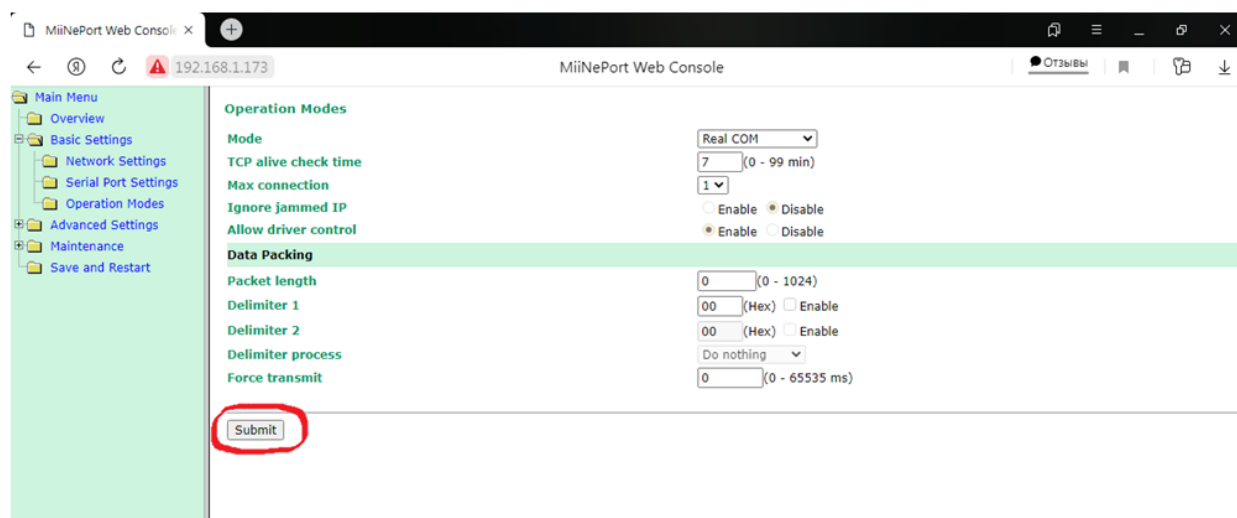 MiiNePort Web Console
192.168.1.173
MiiNePort Web Console
Отзывы
Main Menu
Overview
Basic Settings
Network Settings
Serial Port Settings
Operation Modes
Advanced Settings
Maintenance
Save and Restart
Operation Modes
Mode Real COM
TCP alive check time 7 (0 - 99 min)
Max connection 1
Ignore jammed IP Enable Disable
Allow driver control Enable Disable
Data Packing
Packet length 0 (0 - 1024)
Delimiter 1 00 (Hex) Enable
Delimiter 2 00 (Hex) Enable
Delimiter process Do nothing
Force transmit 0 (0 - 65535 ms)
Submit